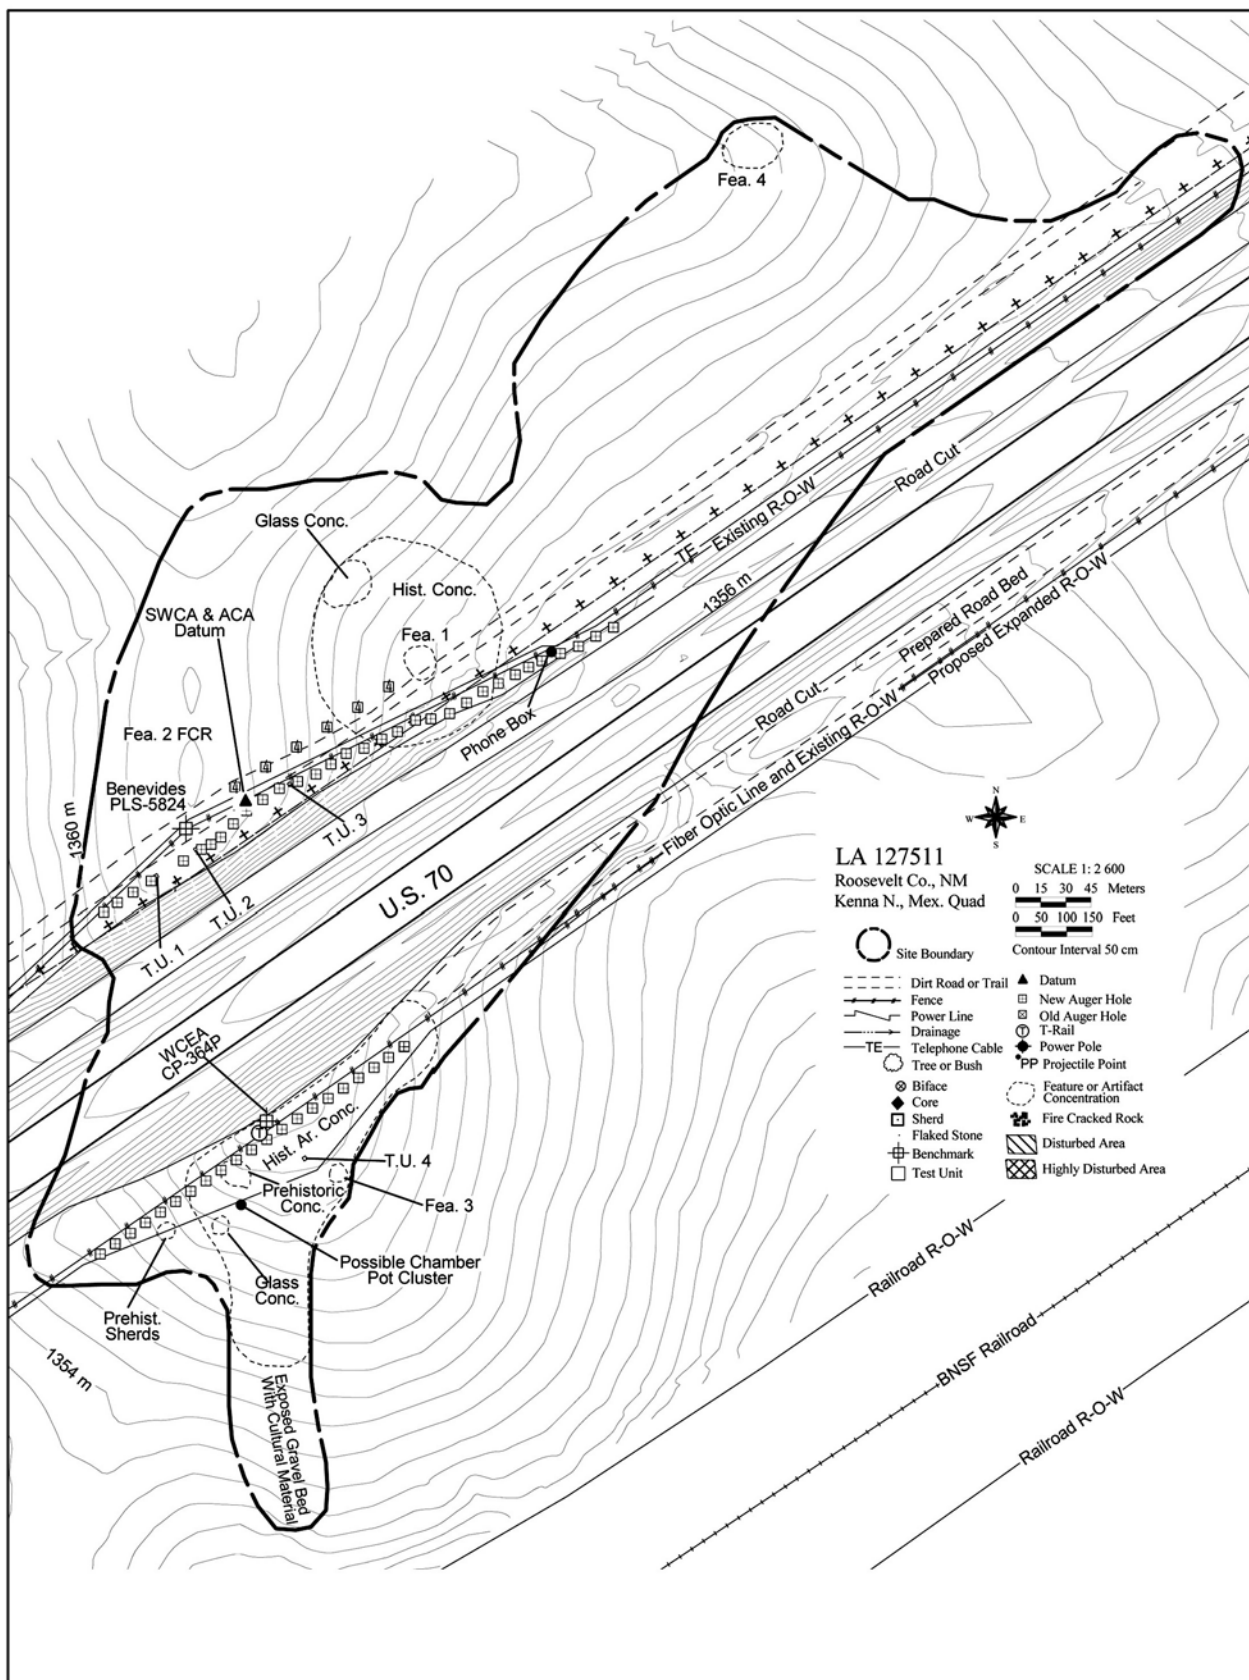 Fea. 4
Glass Conc.
Hist. Conc.
SWCA & ACA
Datum
Fea. 1
4
4
4
4
4
Fea. 2 FCR
Benevides
PLS-5824
1360 m
T.U. 3
T.U. 2
T.U. 1
Phone Box
TE
Existing R-O-W
Road Cut
1356 m
U.S. 70
Road Cut
Prepared Road Bed
Proposed Expanded R-O-W
Fiber Optic Line and Existing R-O-W
WCEA
CP-364P
T
Hist. Ar. Conc.
T.U. 4
Prehistoric
Conc.
Fea. 3
Possible Chamber
Pot Cluster
Glass
Conc.
Prehist.
Sherds
1354 m
Exposed Gravel Bed
With Cultural Material
Railroad R-O-W
BNSF Railroad
Railroad R-O-W
N
W E
S
LA 127511
Roosevelt Co., NM
Kenna N., Mex. Quad
SCALE 1: 2 600
0 15 30 45 Meters
0 50 100 150 Feet
Contour Interval 50 cm
Site Boundary
Dirt Road or Trail
Fence
Power Line
Drainage
TE Telephone Cable
Tree or Bush
Biface
Core
Sherd
Flaked Stone
Benchmark
Test Unit
Datum
New Auger Hole
Old Auger Hole
T T-Rail
Power Pole
PP Projectile Point
Feature or Artifact
Concentration
Fire Cracked Rock
Disturbed Area
Highly Disturbed Area